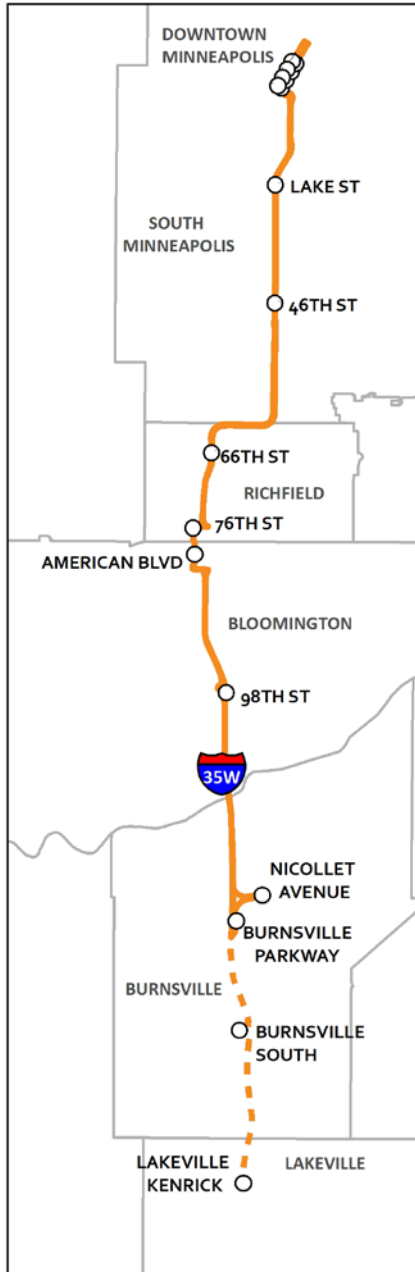 DOWNTOWN
MINNEAPOLIS
LAKE ST
SOUTH
MINNEAPOLIS
46TH ST
66TH ST
RICHFIELD
76TH ST
AMERICAN BLVD
BLOOMINGTON
98TH ST
35W
NICOLLET
AVENUE
BURNSVILLE
PARKWAY
BURNSVILLE
BURNSVILLE
SOUTH
LAKEVILLE
KENRICK
LAKEVILLE